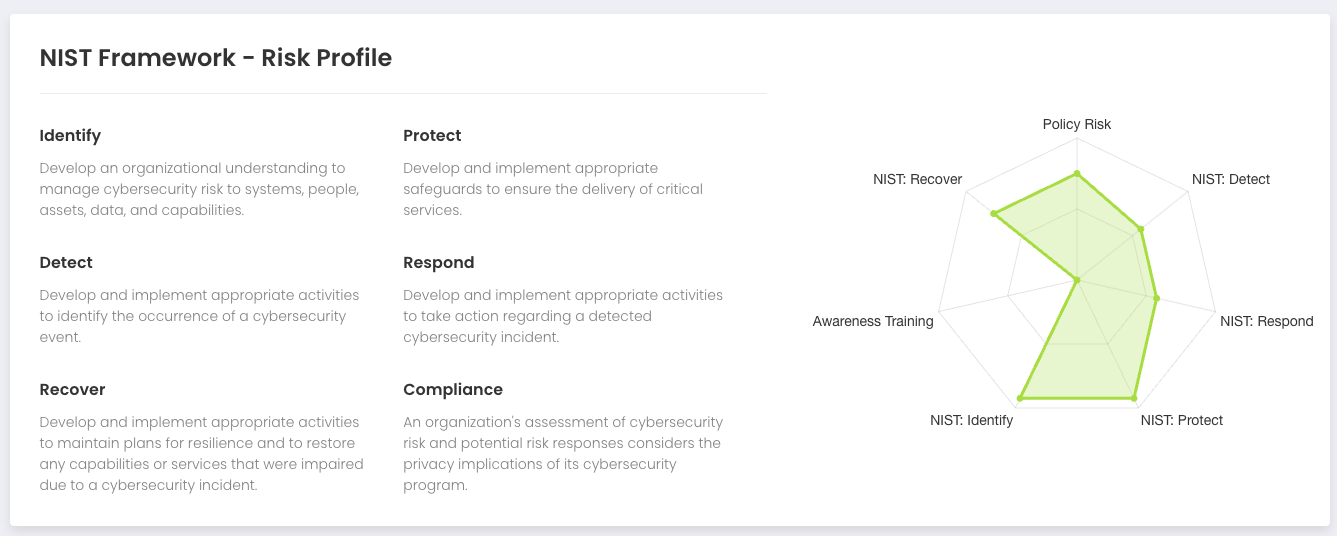 NIST Framework - Risk Profile
Identify
Develop an organizational understanding to
manage cybersecurity risk to systems, people,
assets, data, and capabilities.
Protect
Develop and implement appropriate
safeguards to ensure the delivery of critical
services.
Detect
Develop and implement appropriate activities
to identify the occurrence of a cybersecurity
event.
Respond
Develop and implement appropriate activities
to take action regarding a detected
cybersecurity incident.
Recover
Develop and implement appropriate activities
to maintain plans for resilience and to restore
any capabilities or services that were impaired
due to a cybersecurity incident.
Compliance
An organization's assessment of cybersecurity
risk and potential risk responses considers the
privacy implications of its cybersecurity
program.
Policy Risk
NIST: Detect
NIST: Respond
NIST: Protect
NIST: Identify
Awareness Training
NIST: Recover